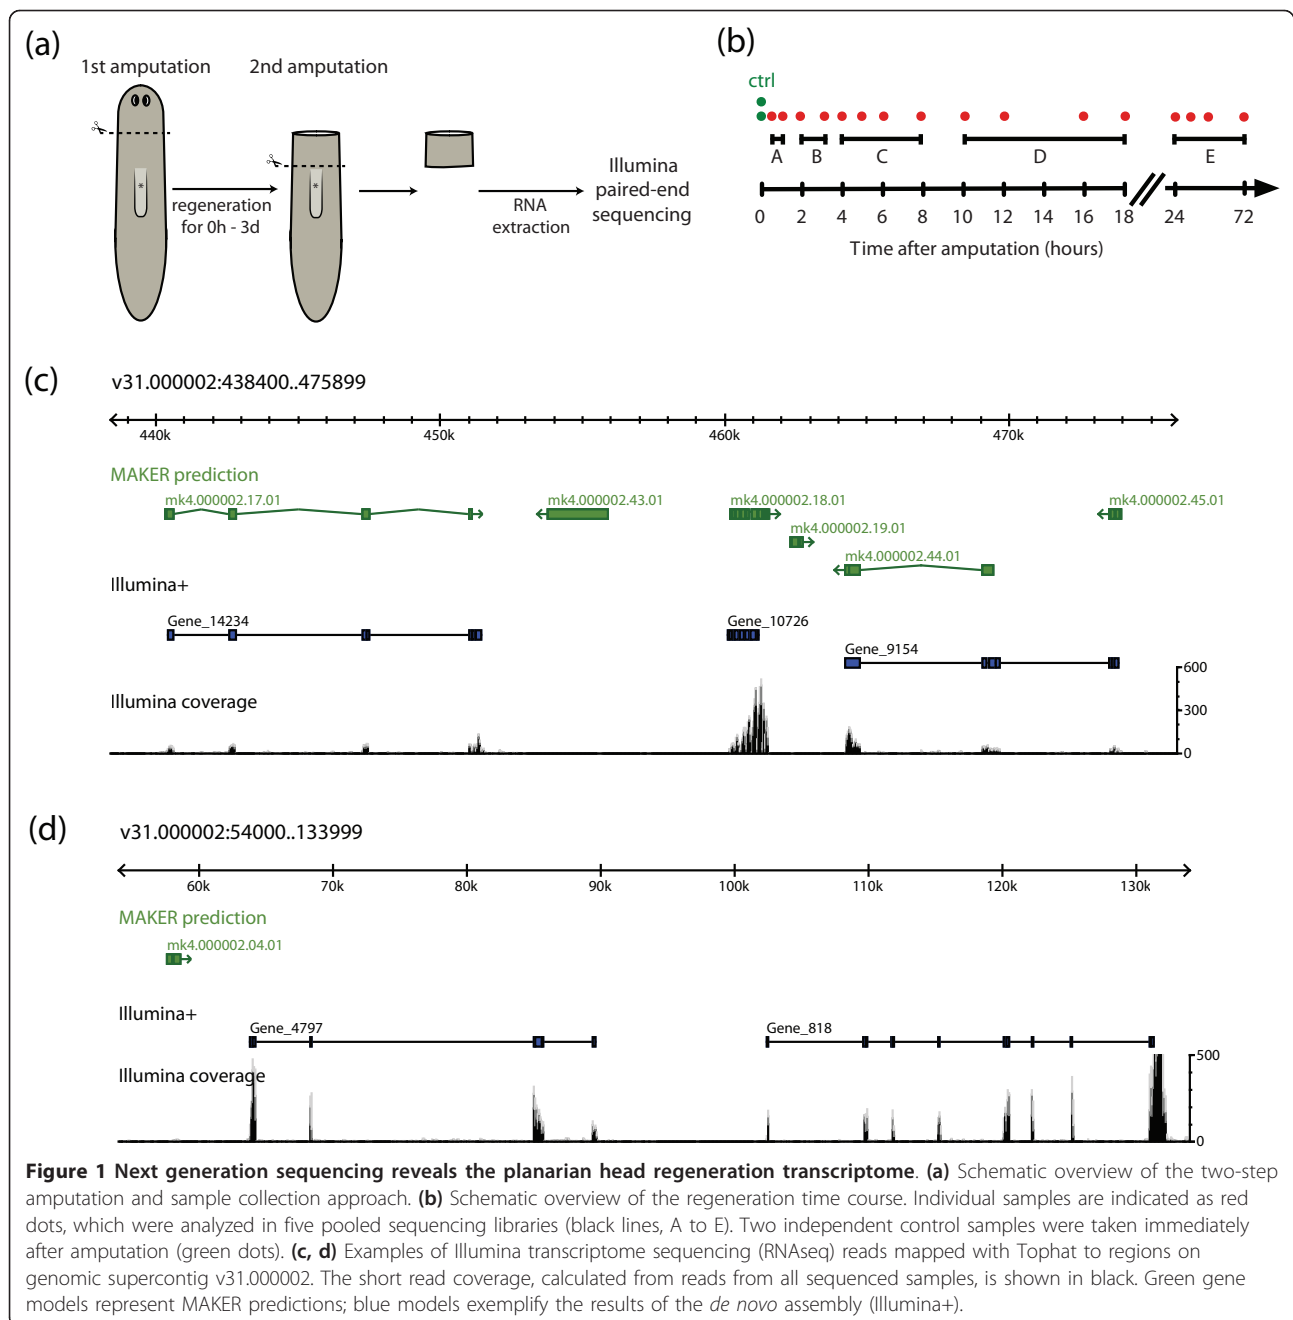 (a)
1st amputation
2nd amputation
*
*
regeneration
for 0h - 3d
RNA
extraction
Illumina
paired-end
sequencing
(b)
ctrl
A B C D E
0 2 4 6 8 10 12 14 16 18 24 72
Time after amputation (hours)
(c)
v31.000002:438400..475899
440k 450k 460k 470k
MAKER prediction
mk4.000002.17.01 mk4.000002.43.01 mk4.000002.18.01 mk4.000002.45.01
mk4.000002.19.01
mk4.000002.44.01
Illumina+
Gene_14234 Gene_10726
Gene_9154
Illumina coverage
600
300
0
(d)
v31.000002:54000..133999
60k 70k 80k 90k 100k 110k 120k 130k
MAKER prediction
mk4.000002.04.01
Illumina+
Gene_4797 Gene_818
Illumina coverage
500
0
Figure 1 Next generation sequencing reveals the planarian head regeneration transcriptome. (a) Schematic overview of the two-step
amputation and sample collection approach. (b) Schematic overview of the regeneration time course. Individual samples are indicated as red
dots, which were analyzed in five pooled sequencing libraries (black lines, A to E). Two independent control samples were taken immediately
after amputation (green dots). (c, d) Examples of Illumina transcriptome sequencing (RNAseq) reads mapped with Tophat to regions on
genomic supercontig v31.000002. The short read coverage, calculated from reads from all sequenced samples, is shown in black. Green gene
models represent MAKER predictions; blue models exemplify the results of the de novo assembly (Illumina+).